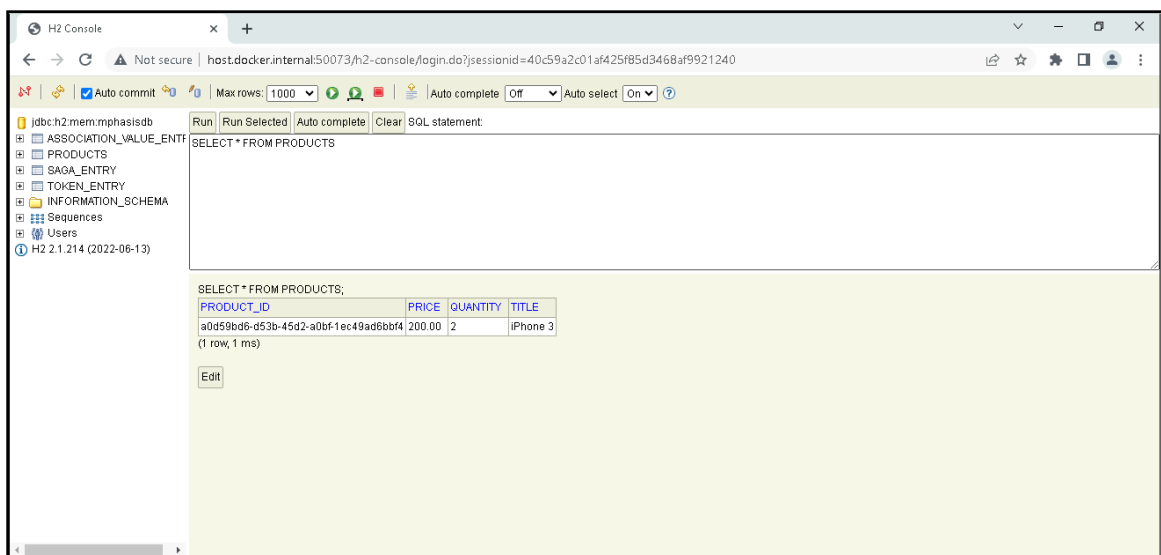 H2 Console
Not secure host.docker.internal:50073/h2-console/login.do?jsessionid=40c59a2c01af425f85d3468af9921240
Auto commit Max rows: 1000 Auto complete Off Auto select On ?
jdbc:h2:mem:mphasisdb
ASSOCIATION_VALUE_ENTF
PRODUCTS
SAGA_ENTRY
TOKEN_ENTRY
INFORMATION_SCHEMA
Sequences
Users
H2 2.1.214 (2022-06-13)
Run Run Selected Auto complete Clear SQL statement:
SELECT * FROM PRODUCTS
SELECT * FROM PRODUCTS;
PRODUCT_ID PRICE QUANTITY TITLE
a0d59bd6-d53b-45d2-a0bf-1ec49ad6bbf4 200.00 2 iPhone 3
(1 row, 1 ms)
Edit